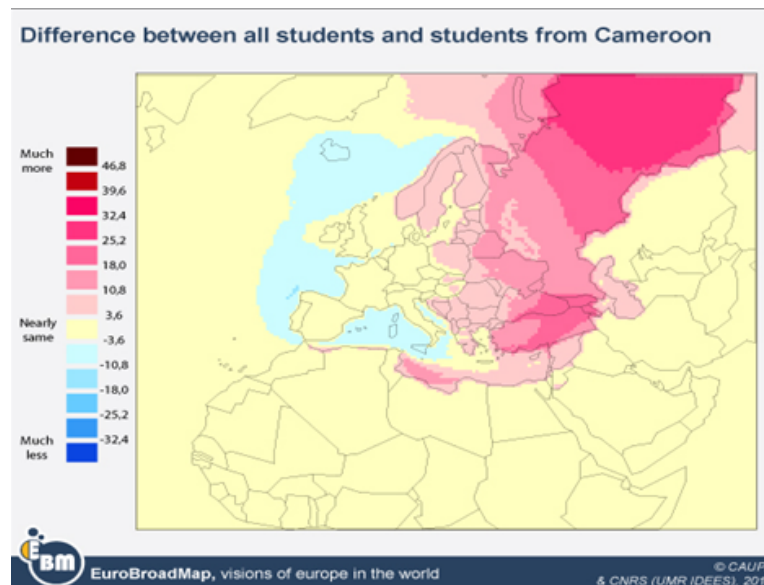 Difference between all students and students from Cameroon
Much
more
46,8
39,6
32,4
25,2
18,0
10,8
3,6
Nearly
same
-3,6
-10,8
-18,0
-25,2
-32,4
Much
less
EBM
EuroBroadMap, visions of europe in the world
© CAUP
& CNRS (UMR IDEES), 201